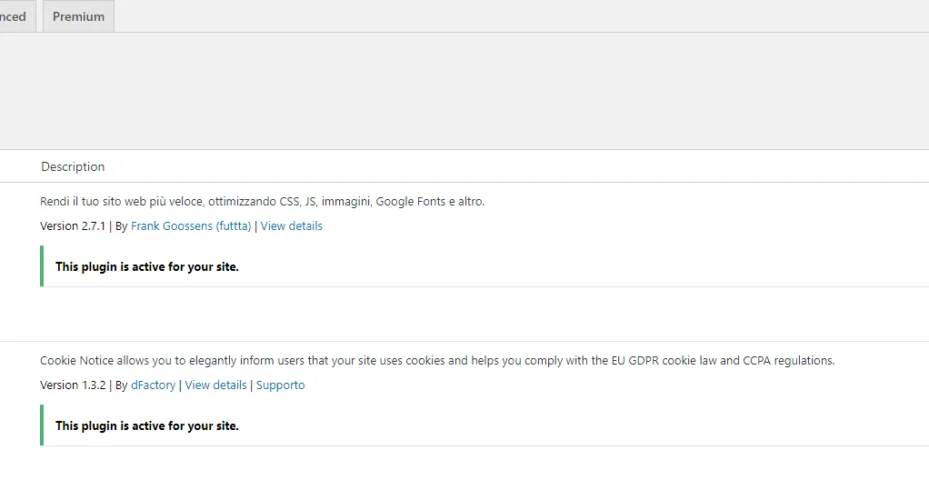 nced Premium
Description
Rendi il tuo sito web più veloce, ottimizzando CSS, JS, immagini, Google Fonts e altro.
Version 2.7.1 | By Frank Goossens (futtta) | View details
This plugin is active for your site.
Cookie Notice allows you to elegantly inform users that your site uses cookies and helps you comply with the EU GDPR cookie law and CCPA regulations.
Version 1.3.2 | By dFactory | View details | Supporto
This plugin is active for your site.